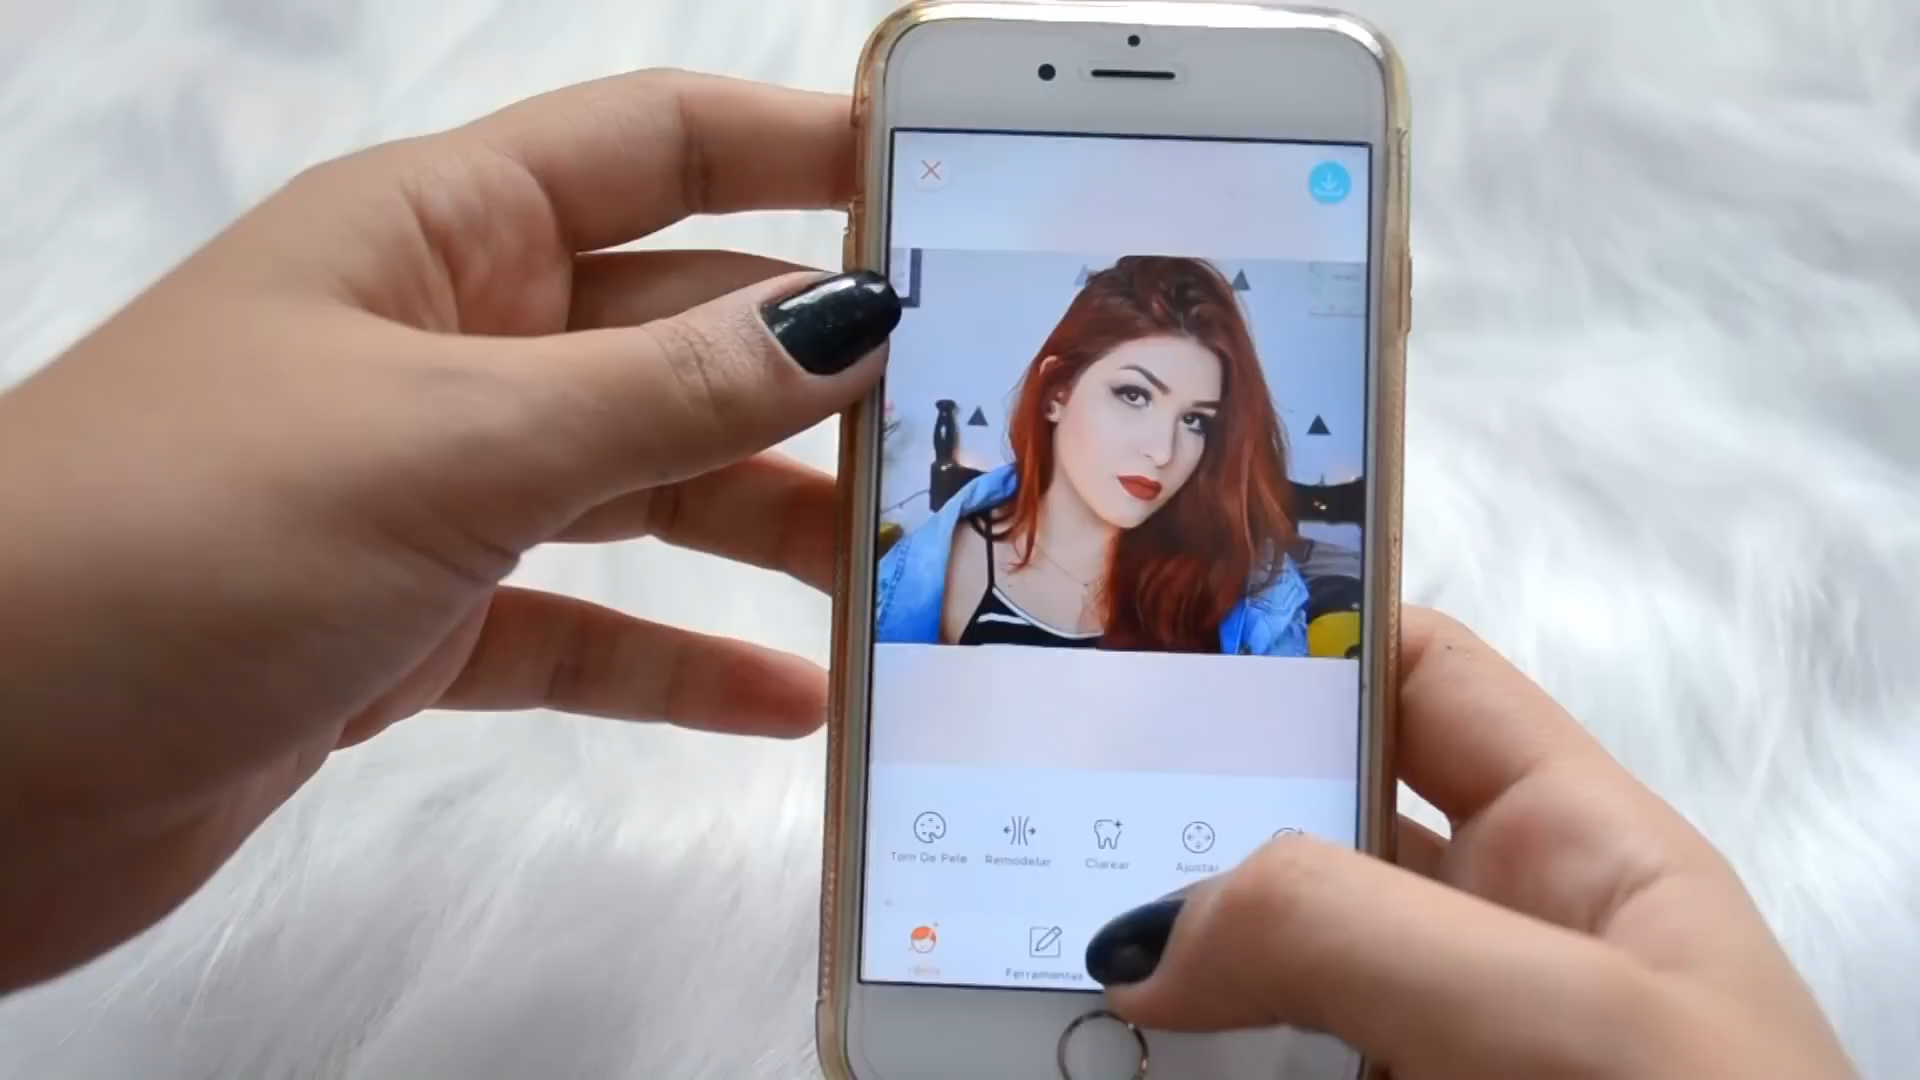 Tom De Pele
Remodelar
Clarear
Ajustar
Ferramentas